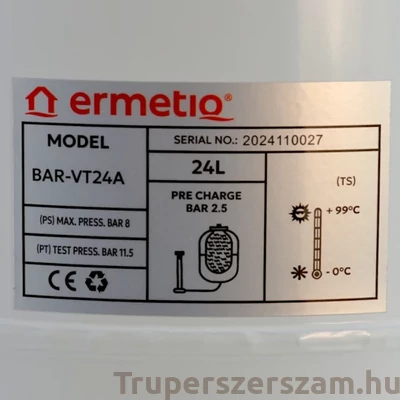 ermetiq®
MODEL
BAR-VT24A
(PS) MAX. PRESS. BAR 8
(PT) TEST PRESS. BAR 11.5
CE
SERIAL NO.: 2024110027
24L
PRE CHARGE
BAR 2.5
(TS)
+ 99°C
- 0°C
Truperszerszam.hu